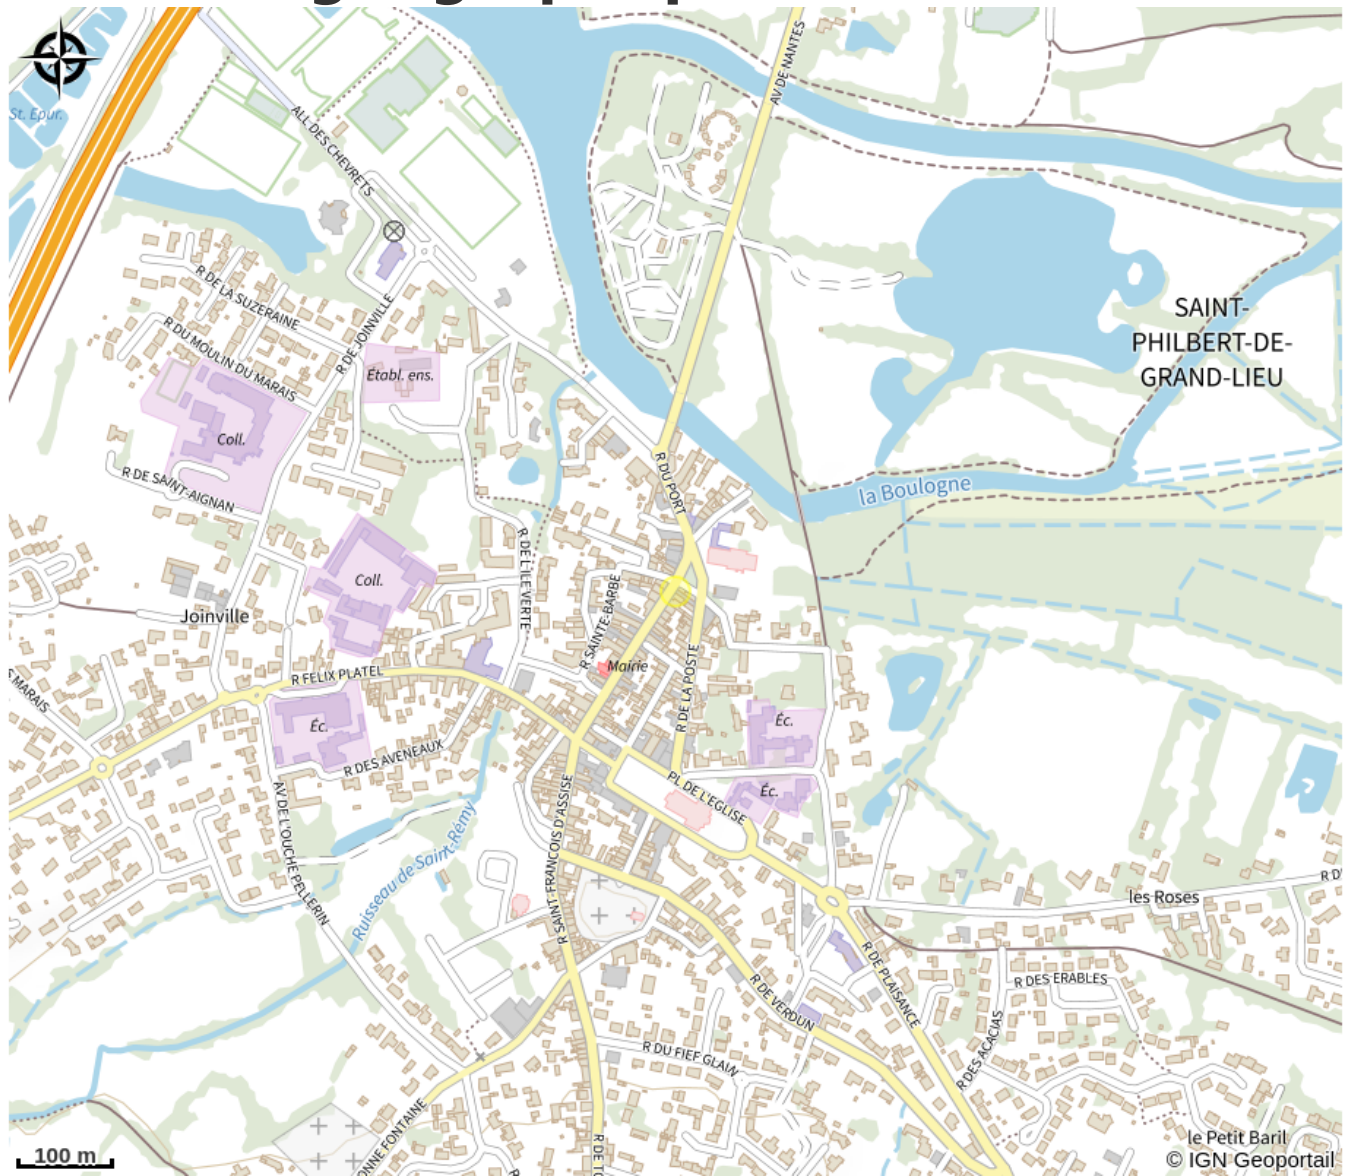 St. Epur.
ALL DES CHEVRETS
AV DE NANTES
R DE LA SUZERAINE
R DU MOULIN DU MARAIS
R DE JOINVILLE
Établ. ens.
SAINT-
PHILBERT-DE-
GRAND-LIEU
Coll.
R DE SAINT-AIGNAN
R DU PORT
la Boulogne
Coll.
R DE L'ILE VERTE
R SAINTE-BARBE
Joinville
Mairie
R FELIX PLATEL
R DE LA POSTE
S MARAIS
Éc.
Éc.
R DES AVENEAUX
PL DE L'EGLISE
Éc.
AV DE L'OUCHE PELLERIN
R SAINT-FRANCOIS D'ASSISE
Ruisseau de Saint-Rémy
les Roses
R D
R DE PLAISANCE
R DE VERDUN
R DES ERABLES
R DES ACACIAS
R DU FIEF GLAIN
ONNE FONTAINE
R DE TO
R
le Petit Baril
100 m
© IGN Geoportail